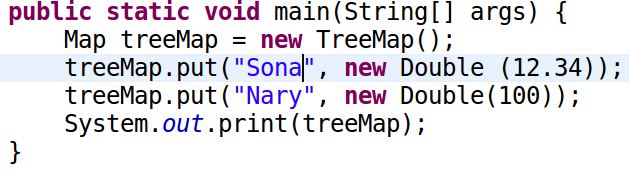 public static void main(String[] args) {
    Map treeMap = new TreeMap();
    treeMap.put("Sona", new Double (12.34));
    treeMap.put("Nary", new Double(100));
    System.out.print(treeMap);
}